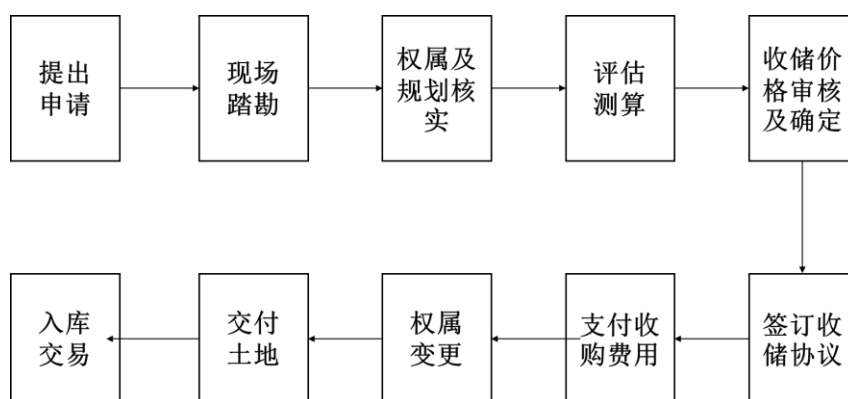 提出
申请
现场
踏勘
权属及
规划核
实
评估
测算
收储价
格审核
及确定
签订收
储协议
支付收
购费用
权属
变更
交付
土地
入库
交易